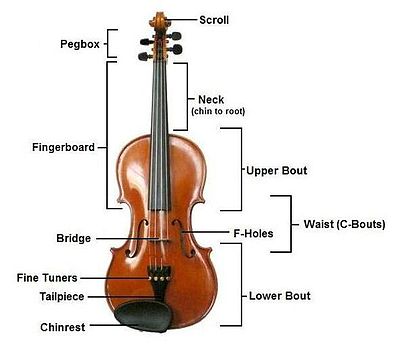 Scroll
Pegbox
Neck
(chin to root)
Fingerboard
Upper Bout
Waist (C-Bouts)
F-Holes
Bridge
Fine Tuners
Tailpiece
Lower Bout
Chinrest